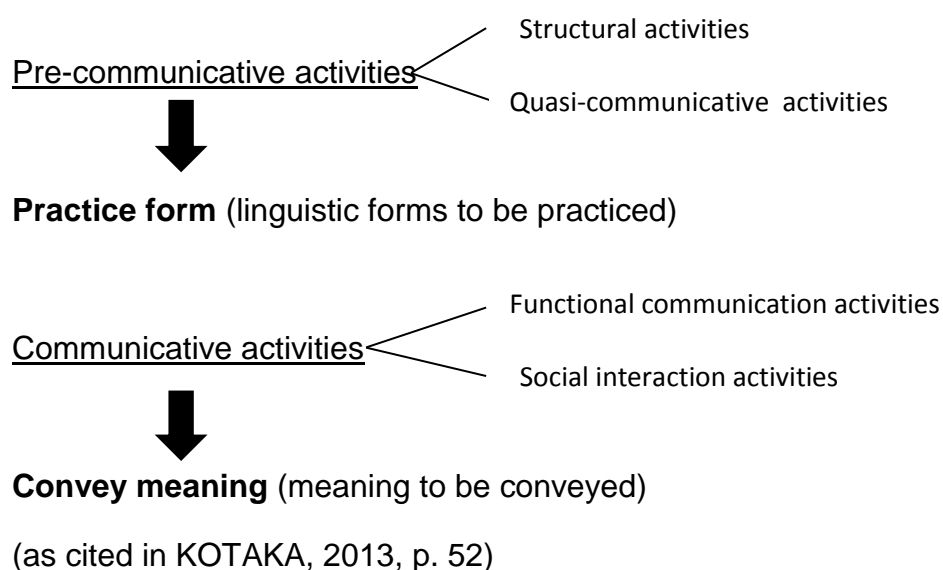 Structural activities
Pre-communicative activities
Quasi-communicative activities
Practice form (linguistic forms to be practiced)
Functional communication activities
Communicative activities
Social interaction activities
Convey meaning (meaning to be conveyed)
(as cited in KOTAKA, 2013, p. 52)